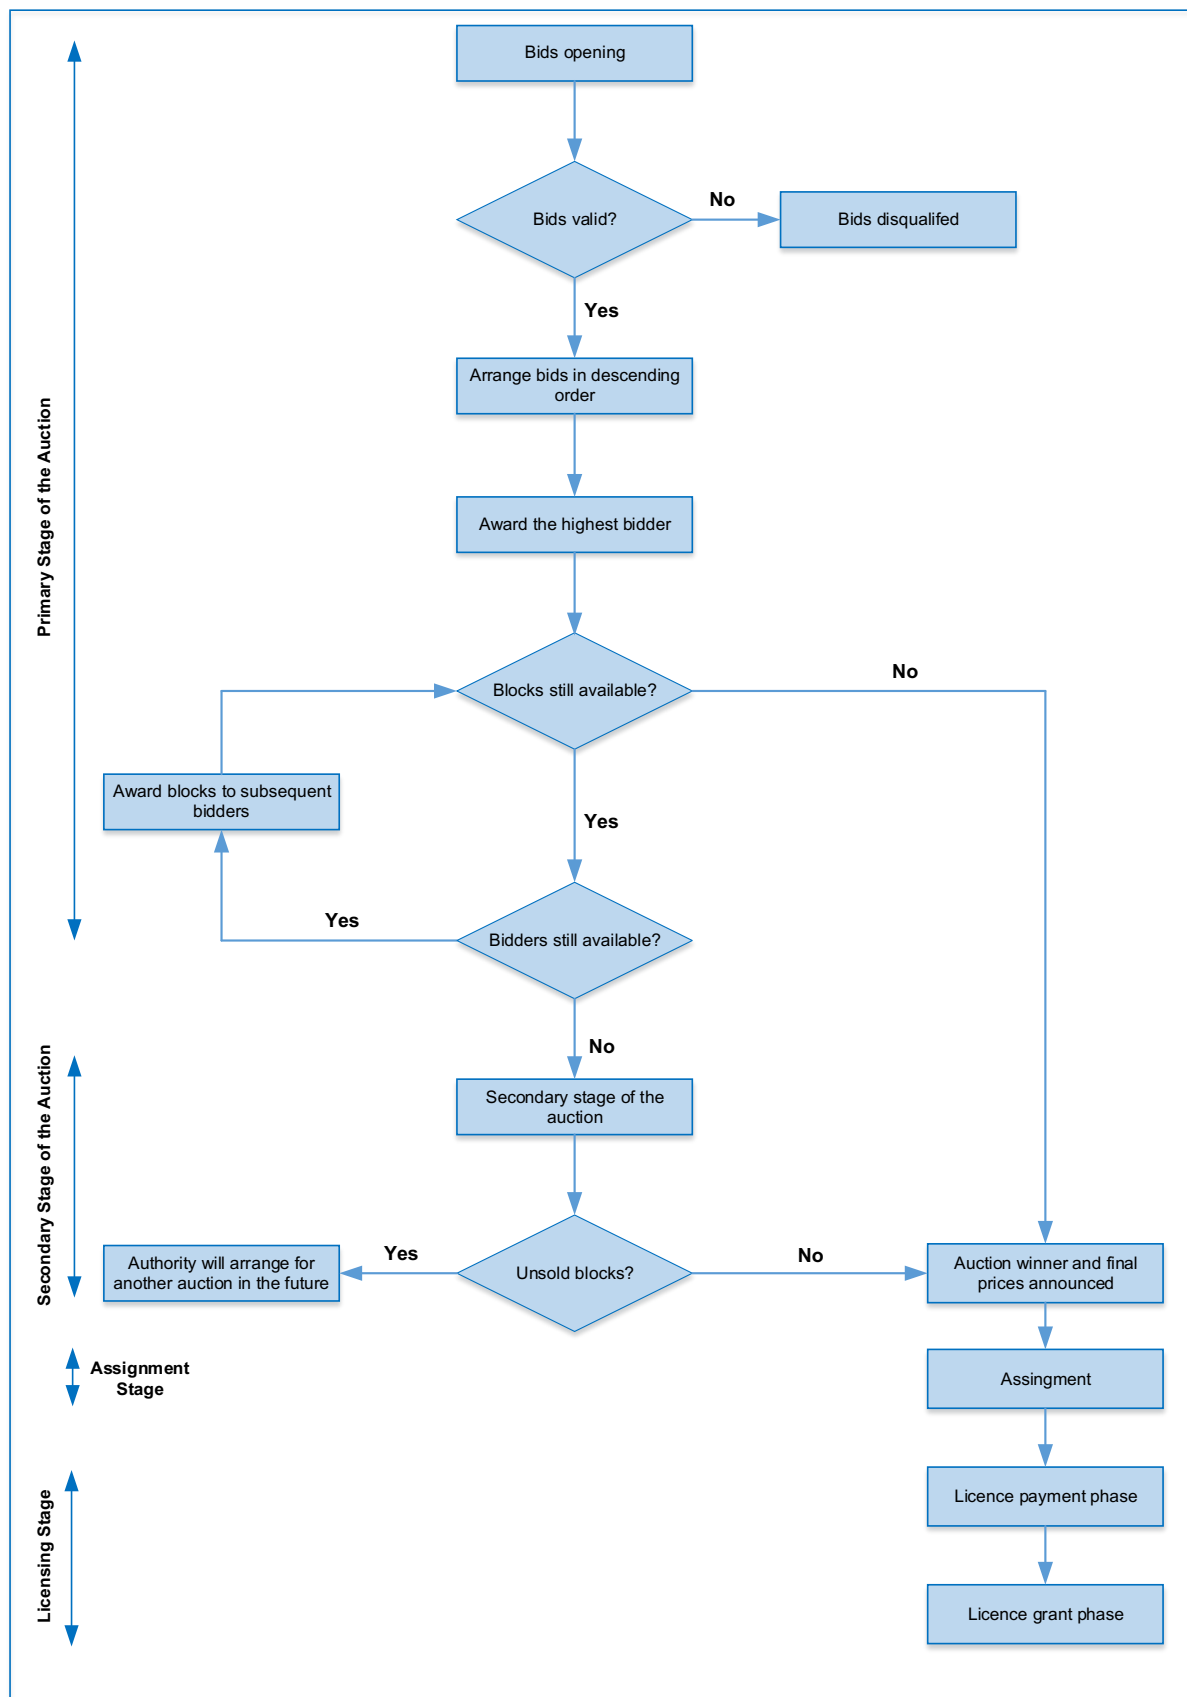 Bids opening
Bids valid?
No
Bids disqualifed
Yes
Arrange bids in descending
order
Award the highest bidder
Primary Stage of the Auction
Blocks still available?
No
Award blocks to subsequent
bidders
Yes
Yes
Bidders still available?
No
Secondary Stage of the Auction
Secondary stage of the
auction
Authority will arrange for
another auction in the future
Yes
Unsold blocks?
No
Auction winner and final
prices announced
Assignment
Stage
Assingment
Licensing Stage
Licence payment phase
Licence grant phase